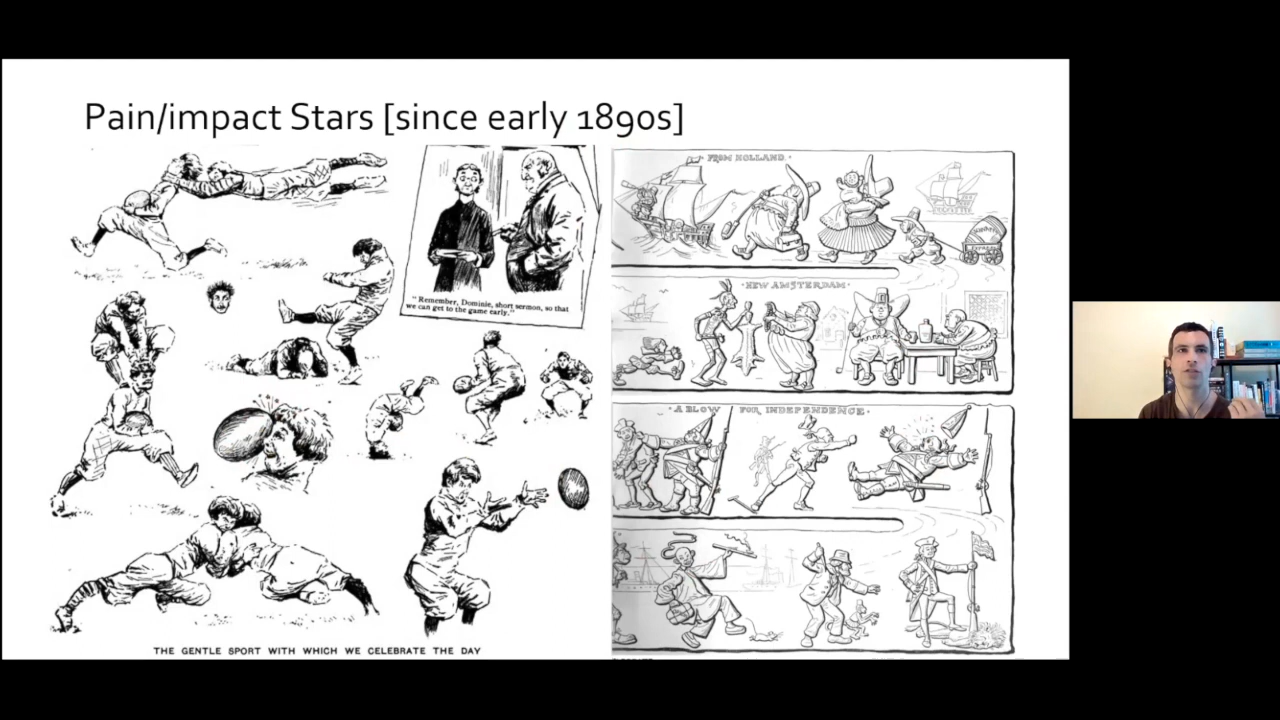 Pain/impact Stars [since early 1890s]
"Remember, Dominie, short sermon, so that
we can get to the game early."
THE GENTLE SPORT WITH WHICH WE CELEBRATE THE DAY
·FROM HOLLAND·
·NEW AMSTERDAM·
·A BLOW FOR INDEPENDENCE·